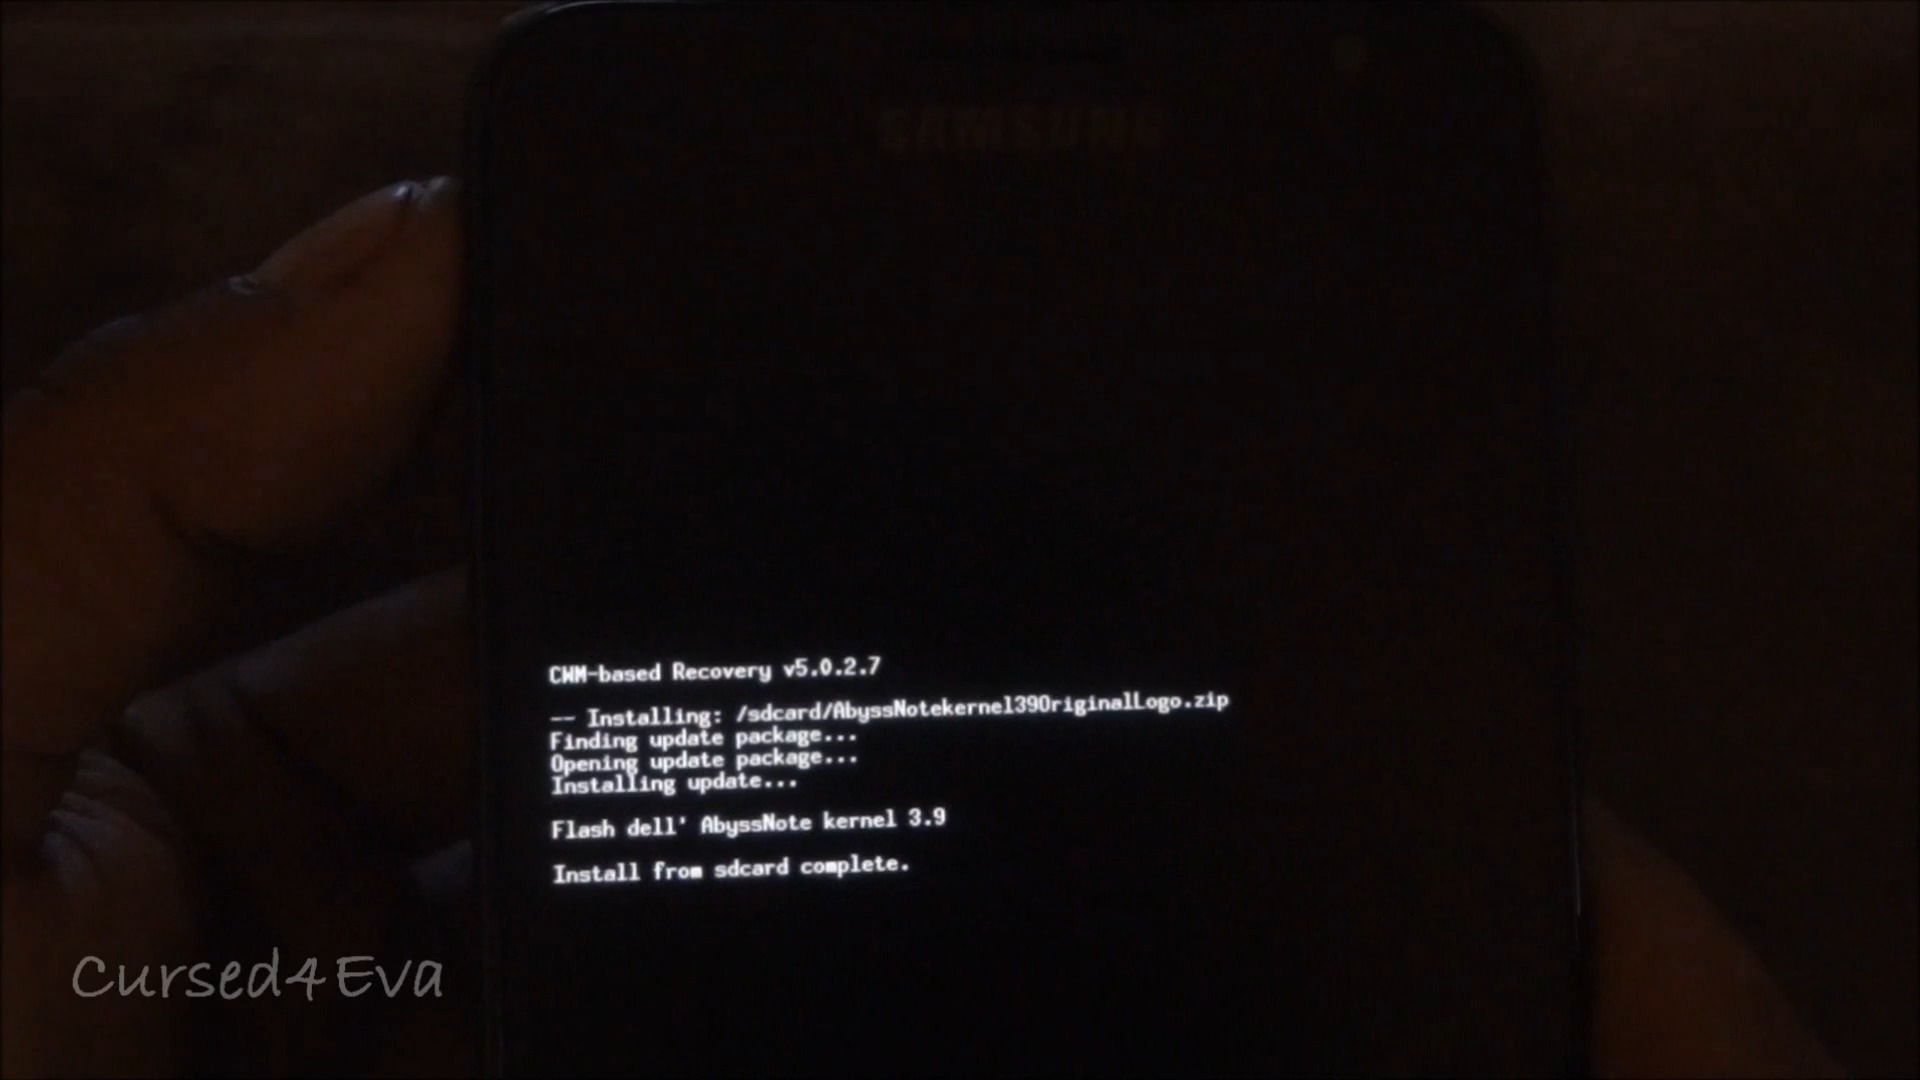 SAMSUNG
CWM-based Recovery v5.0.2.7
-- Installing: /sdcard/AbyssNotekernel39OriginalLogo.zip
Finding update package...
Opening update package...
Installing update...
Flash dell' AbyssNote kernel 3.9
Install from sdcard complete.
Cursed4Eva